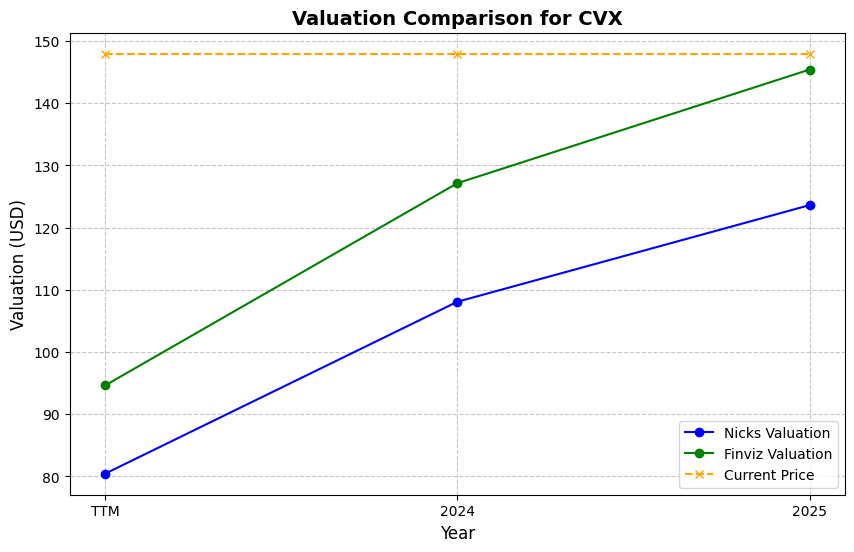 Valuation Comparison for CVX
Valuation (USD)
150
140
130
120
110
100
90
80
TTM
2024
2025
Year
Nicks Valuation
Finviz Valuation
Current Price